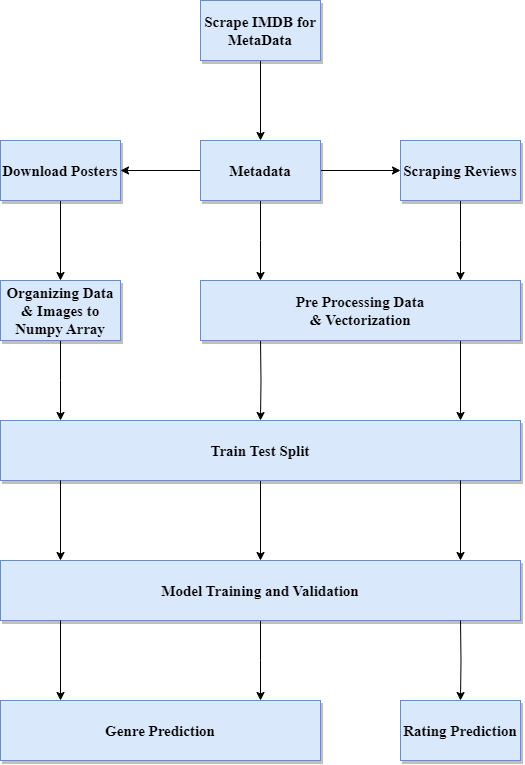 Scrape IMDB for
MetaData
Download Posters
Metadata
Scraping Reviews
Organizing Data
& Images to
Numpy Array
Pre Processing Data
& Vectorization
Train Test Split
Model Training and Validation
Genre Prediction
Rating Prediction